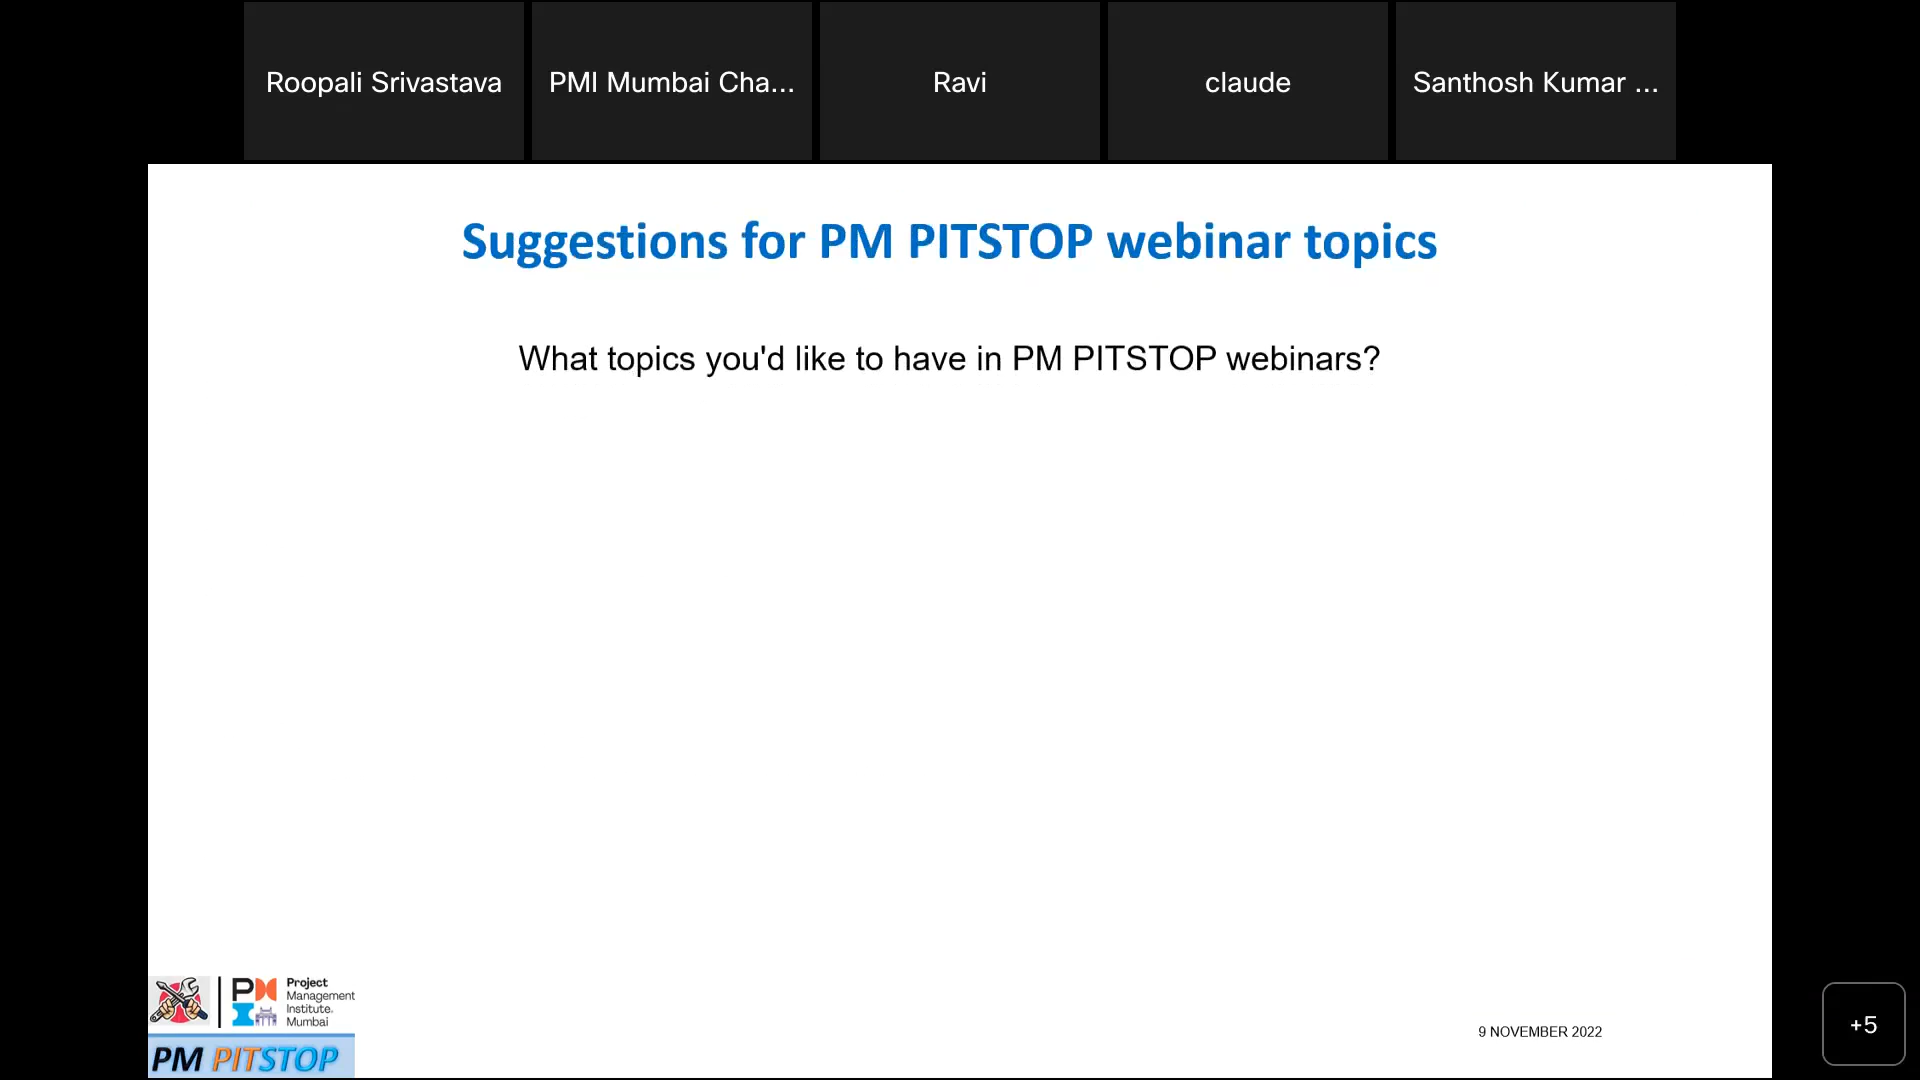 Roopali Srivastava
PMI Mumbai Cha...
Ravi
claude
Santhosh Kumar ...
Suggestions for PM PITSTOP webinar topics
What topics you'd like to have in PM PITSTOP webinars?
Project
Management
Institute.
Mumbai
PM PITSTOP
9 NOVEMBER 2022
+5